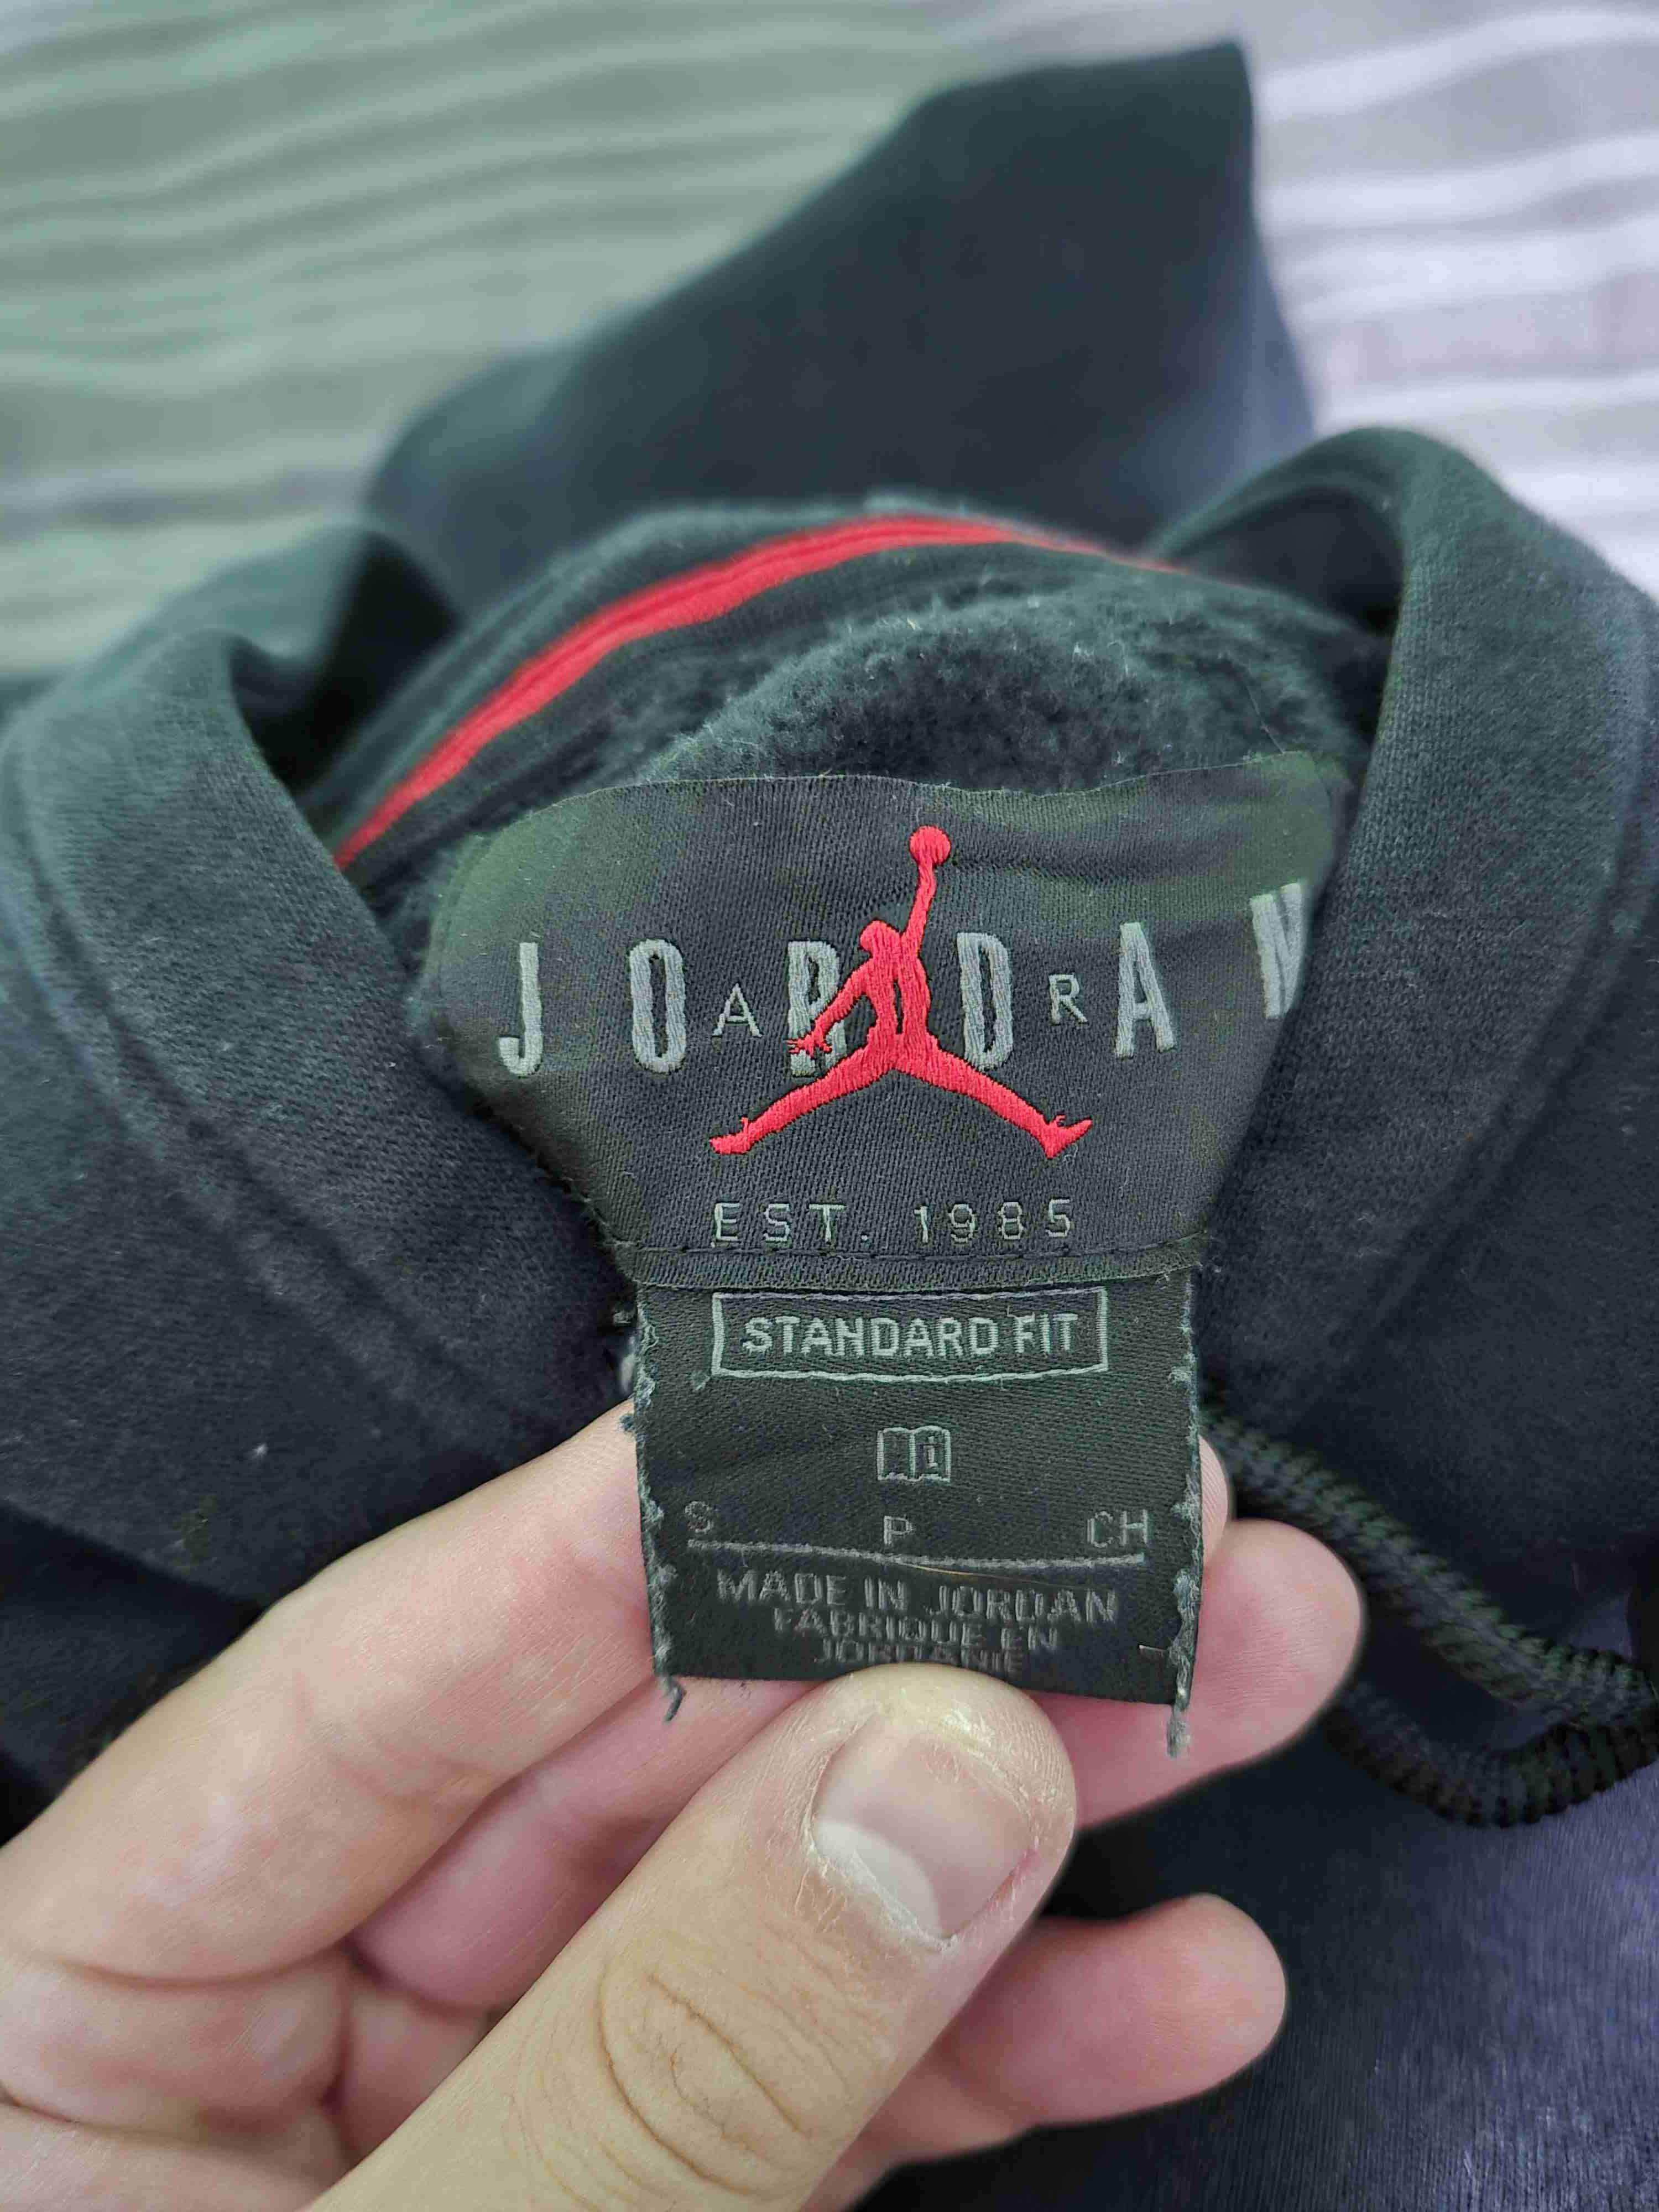 JORDAN
AIR
EST. 1985
STANDARD FIT
i
S P CH
MADE IN JORDAN
FABRIQUE EN
JORDANIE